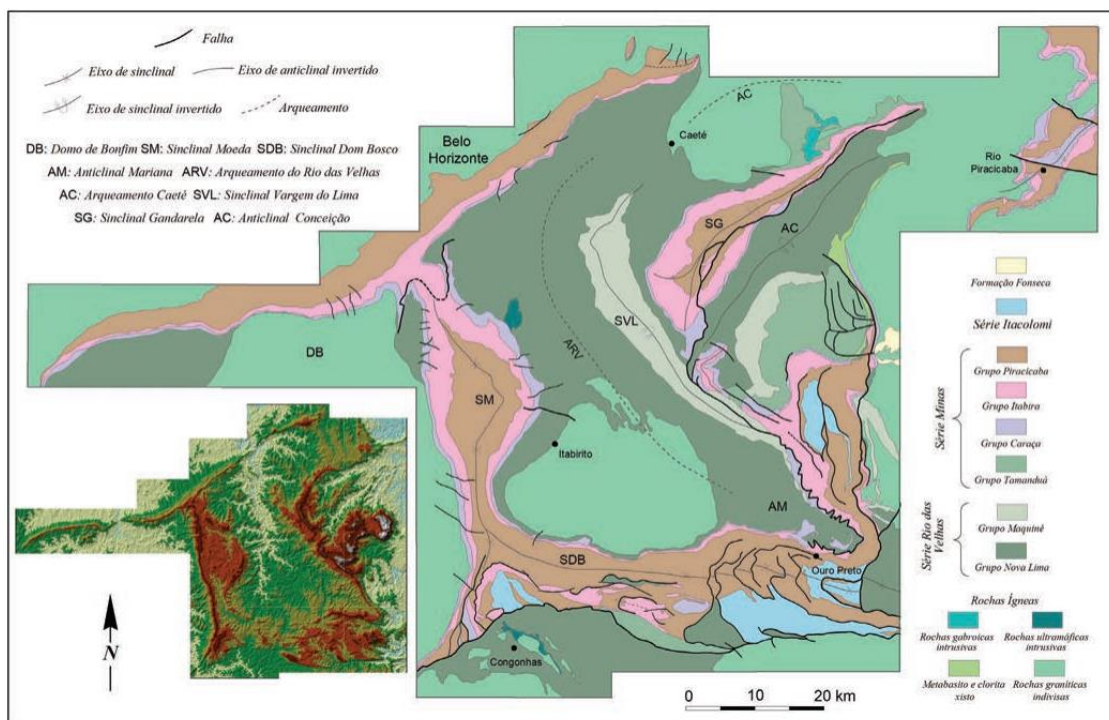 Falha
Eixo de sinclinal
Eixo de anticlinal invertido
Eixo de sinclinal invertido
Arqueamento
DB: Domo de Bonfim SM: Sinclinal Moeda SDB: Sinclinal Dom Bosco
AM: Anticlinal Mariana ARV: Arqueamento do Rio das Velhas
AC: Arqueamento Caeté SVL: Sinclinal Vargem do Lima
SG: Sinclinal Gandarela AC: Anticlinal Conceição
Belo
Horizonte
AC
Caeté
Rio
Piracicaba
SG
AC
SVL
DB
ARV
SM
Itabirito
AM
SDB
Ouro Preto
Congonhas
N
0 10 20 km
Formação Fonseca
Série Itacolomi
Série Minas
Grupo Piracicaba
Grupo Itabira
Grupo Caraça
Grupo Tamanduá
Série Rio das
Velhas
Grupo Maquiné
Grupo Nova Lima
Rochas Ígneas
Rochas gabroicas
intrusivas
Rochas ultramáficas
intrusivas
Metabasito e clorita
xisto
Rochas graníticas
indivisas